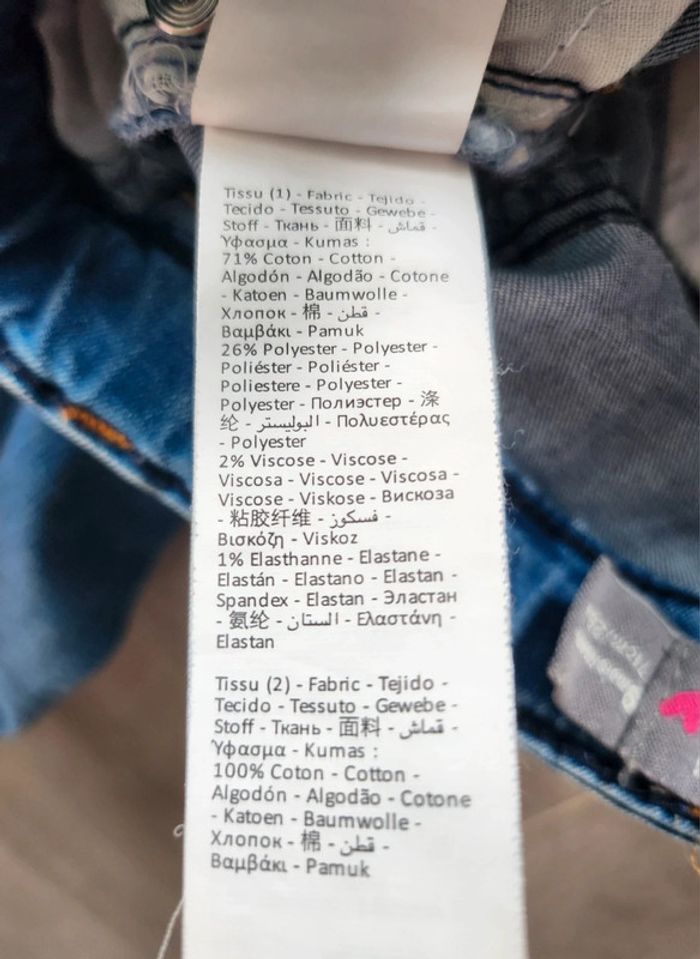 Tissu (1) - Fabric - Tejido -
Tecido - Tessuto - Gewebe -
Stoff - Ткань - 面料 - قماش -
Ύφασμα - Kumas :
71% Coton - Cotton -
Algodón - Algodão - Cotone
- Katoen - Baumwolle -
Хлопок - 棉 - قطن -
Βαμβάκι - Pamuk
26% Polyester - Polyester -
Poliéster - Poliéster -
Poliestere - Polyester -
Polyester - Полиэстер - 涤
纶 - البوليستر - Πολυεστέρας
- Polyester
2% Viscose - Viscose -
Viscosa - Viscose - Viscosa -
Viscose - Viskose - Вискоза
- 粘胶纤维 - فسكوز -
Βισκόζη - Viskoz
1% Elasthanne - Elastane -
Elastán - Elastano - Elastan -
Spandex - Elastan - Эластан
- 氨纶 - الستان - Ελαστάνη -
Elastan
Tissu (2) - Fabric - Tejido -
Tecido - Tessuto - Gewebe -
Stoff - Ткань - 面料 - قماش -
Ύφασμα - Kumas :
100% Coton - Cotton -
Algodón - Algodão - Cotone
- Katoen - Baumwolle -
Хлопок - 棉 - قطن -
Βαμβάκι - Pamuk